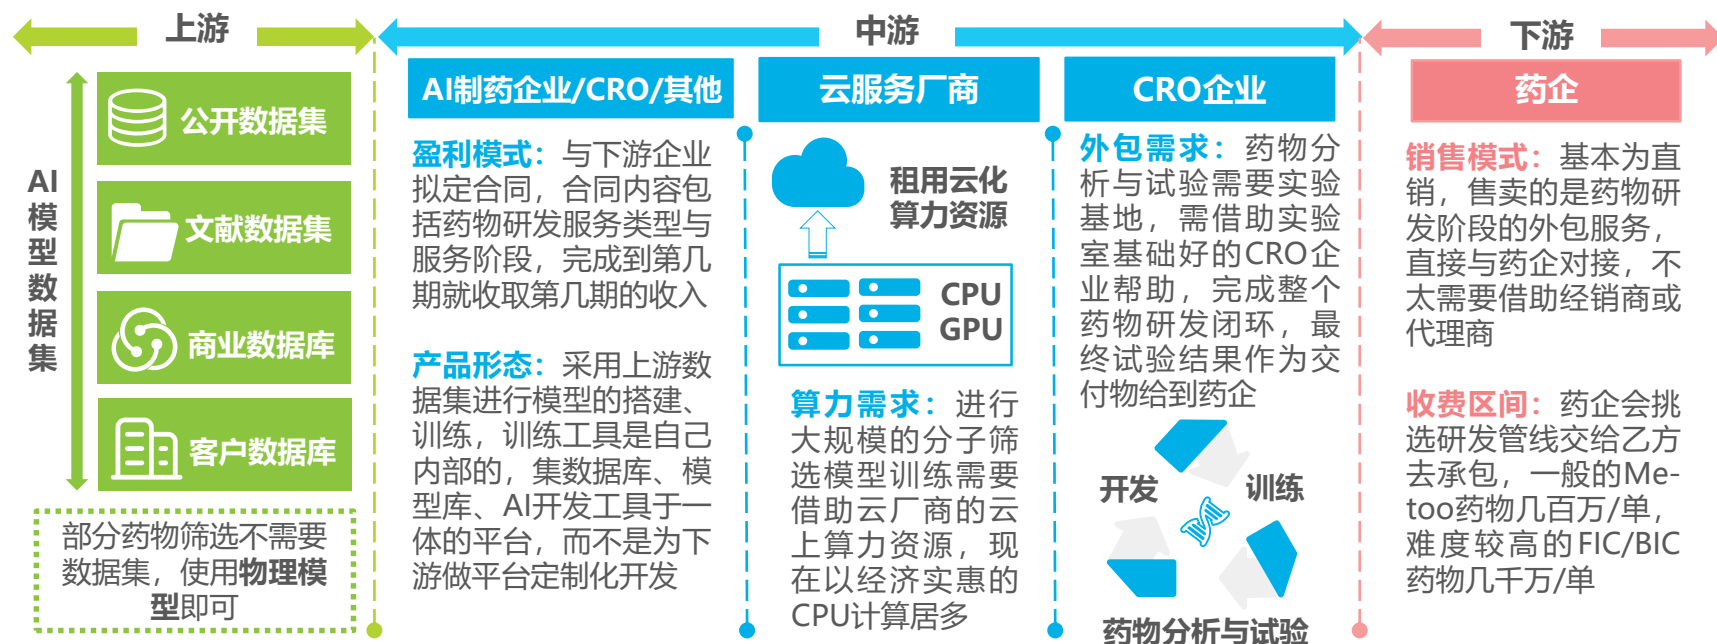 上游
中游
下游
AI模型数据集
公开数据集
文献数据集
商业数据库
客户数据库
部分药物筛选不需要
数据集，使用物理模
型即可
AI制药企业/CRO/其他
盈利模式：与下游企业
拟定合同，合同内容包
括药物研发服务类型与
服务阶段，完成到第几
期就收取第几期的收入
产品形态：采用上游数
据集进行模型的搭建、
训练，训练工具是自己
内部的，集数据库、模
型库、AI开发工具于一
体的平台，而不是为下
游做平台定制化开发
云服务厂商
租用云化
算力资源
CPU
GPU
算力需求：进行
大规模的分子筛
选模型训练需要
借助云厂商的云
上算力资源，现
在以经济实惠的
CPU计算居多
CRO企业
外包需求：药物分
析与试验需要实验
基地，需借助实验
室基础好的CRO企
业帮助，完成整个
药物研发闭环，最
终试验结果作为交
付物给到药企
开发
训练
药物分析与试验
药企
销售模式：基本为直
销，售卖的是药物研
发阶段的外包服务，
直接与药企对接，不
太需要借助经销商或
代理商
收费区间：药企会挑
选研发管线交给乙方
去承包，一般的Me-
too药物几百万/单，
难度较高的FIC/BIC
药物几千万/单